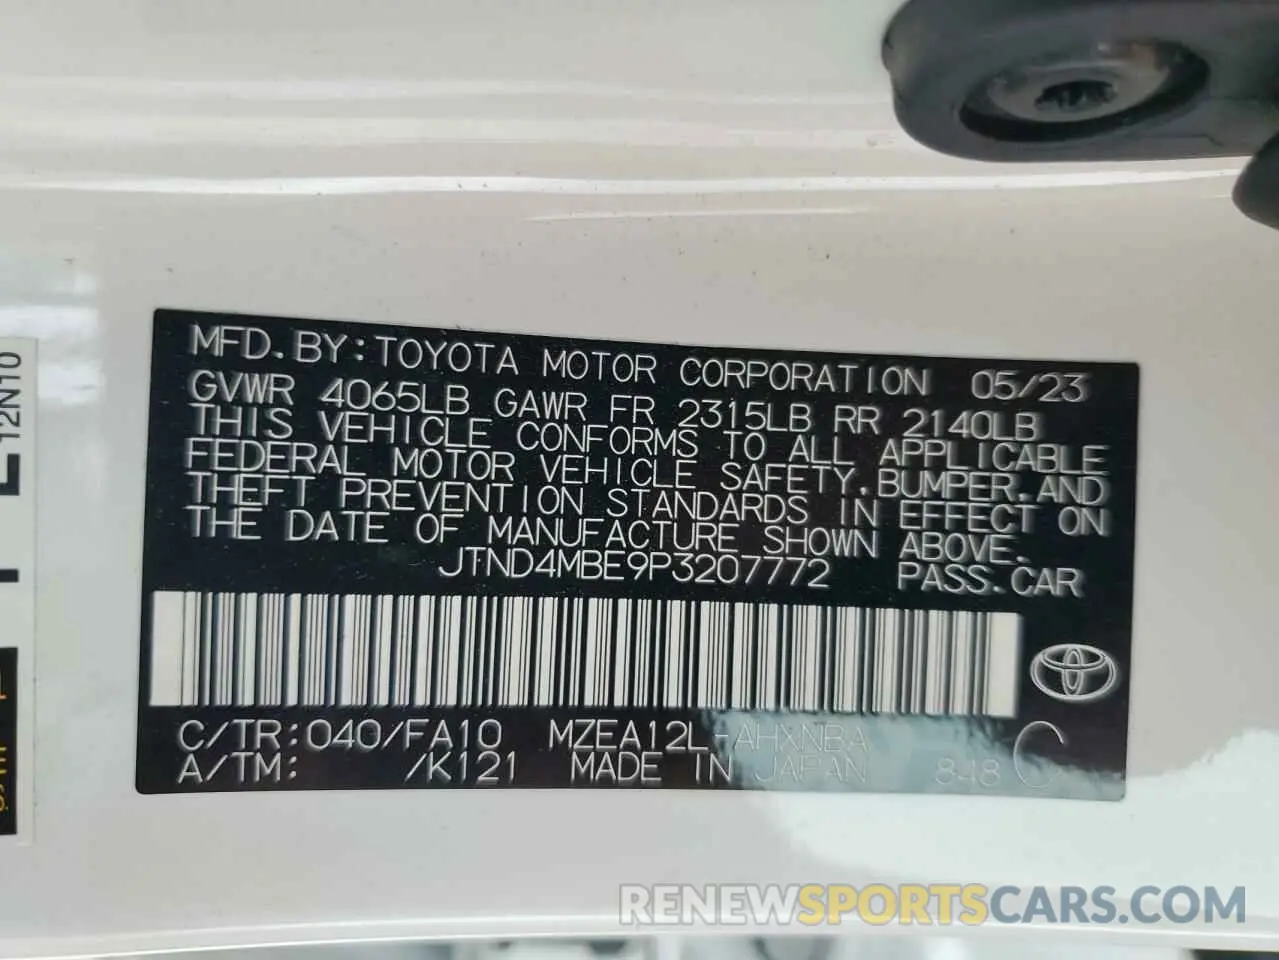 MFD.BY:TOYOTA MOTOR CORPORATION 05/23
GVWR 4065LB GAWR FR 2315LB RR 2140LB
THIS VEHICLE CONFORMS TO ALL APPLICABLE
FEDERAL MOTOR VEHICLE SAFETY,BUMPER,AND
THEFT PREVENTION STANDARDS IN EFFECT ON
THE DATE OF MANUFACTURE SHOWN ABOVE.
JTND4MBE9P3207772 PASS.CAR
C/TR:040/FA10 MZEA12L-AHXNBA
A/TM: /K121 MADE IN JAPAN 848 C
E12N10
RENEWSPORTSCARS.COM